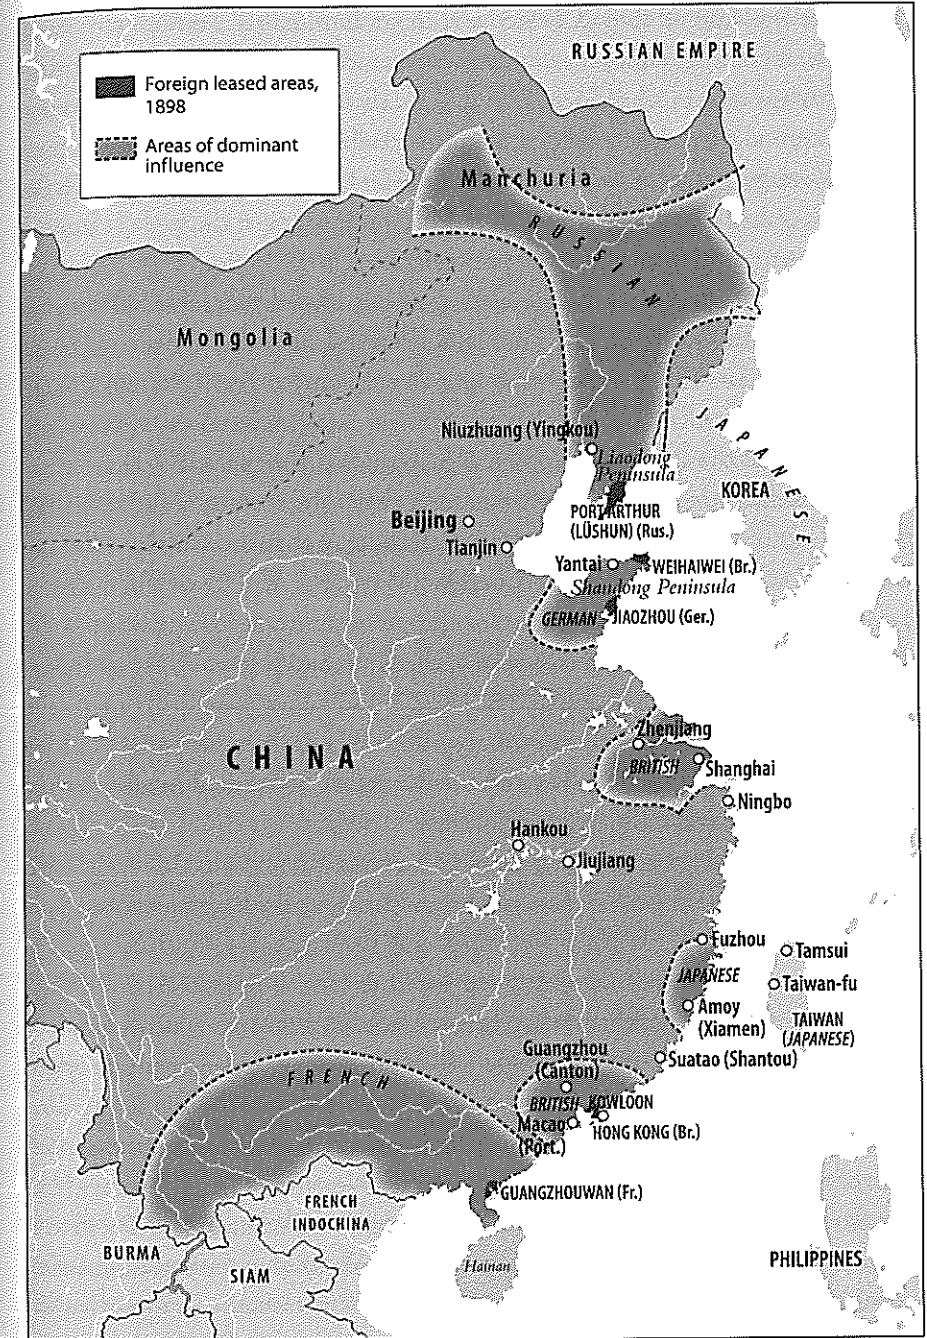 RUSSIAN EMPIRE
Foreign leased areas,
1898
Areas of dominant
influence
Manchuria
RUSSIAN
Mongolia
JAPANESE
Niuzhuang (Yingkou)
Liaodong
Peninsula
KOREA
PORT ARTHUR
(LÜSHUN) (Rus.)
Beijing
Tianjin
Yantai
WEIHAIWEI (Br.)
Shandong Peninsula
GERMAN
JIAOZHOU (Ger.)
Zhenjiang
CHINA
BRITISH
Shanghai
Ningbo
Hankou
Jiujiang
Fuzhou
Tamsui
JAPANESE
Taiwan-fu
Amoy
(Xiamen)
TAIWAN
(JAPANESE)
Guangzhou
(Canton)
Suatao (Shantou)
FRENCH
BRITISH
KOWLOON
Macao
(Port.)
HONG KONG (Br.)
GUANGZHOUWAN (Fr.)
FRENCH
INDOCHINA
BURMA
SIAM
Hainan
PHILIPPINES